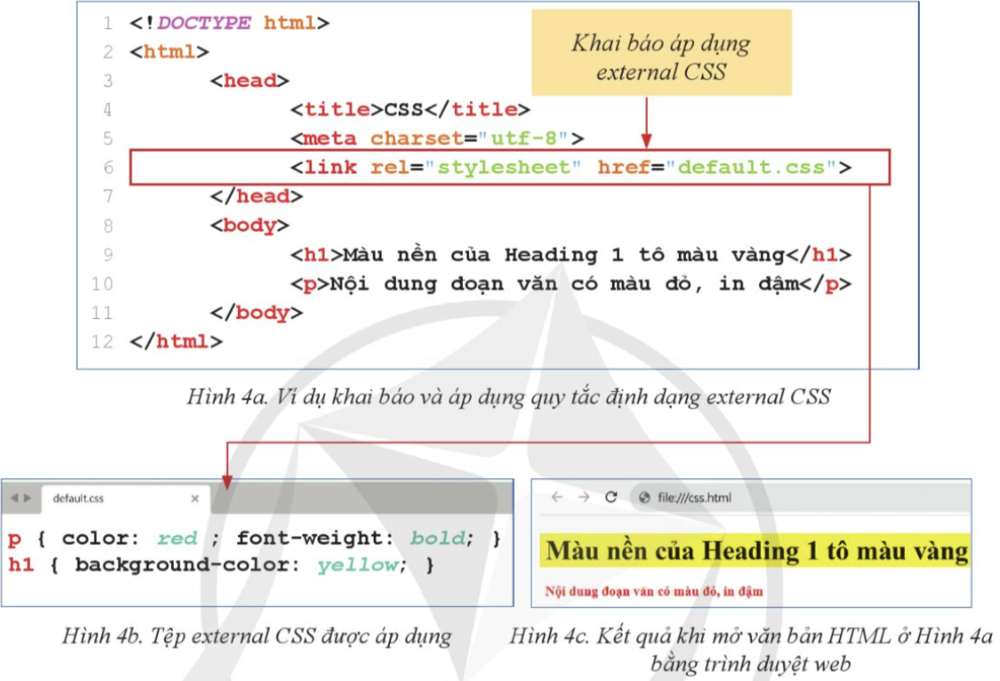 1 <!DOCTYPE html>
2 <html>
3 <head>
4 <title>CSS</title>
5 <meta charset="utf-8">
6 <link rel="stylesheet" href="default.css">
7 </head>
8 <body>
9 <h1>Màu nền của Heading 1 tô màu vàng</h1>
10 <p>Nội dung đoạn văn có màu đỏ, in đậm</p>
11 </body>
12 </html>
Khai báo áp dụng
external CSS
Hình 4a. Ví dụ khai báo và áp dụng quy tắc định dạng external CSS
default.css ×
p { color: red ; font-weight: bold; }
h1 { background-color: yellow; }
Hình 4b. Tệp external CSS được áp dụng
file:///css.html
Màu nền của Heading 1 tô màu vàng
Nội dung đoạn văn có màu đỏ, in đậm
Hình 4c. Kết quả khi mở văn bản HTML ở Hình 4a
bằng trình duyệt web